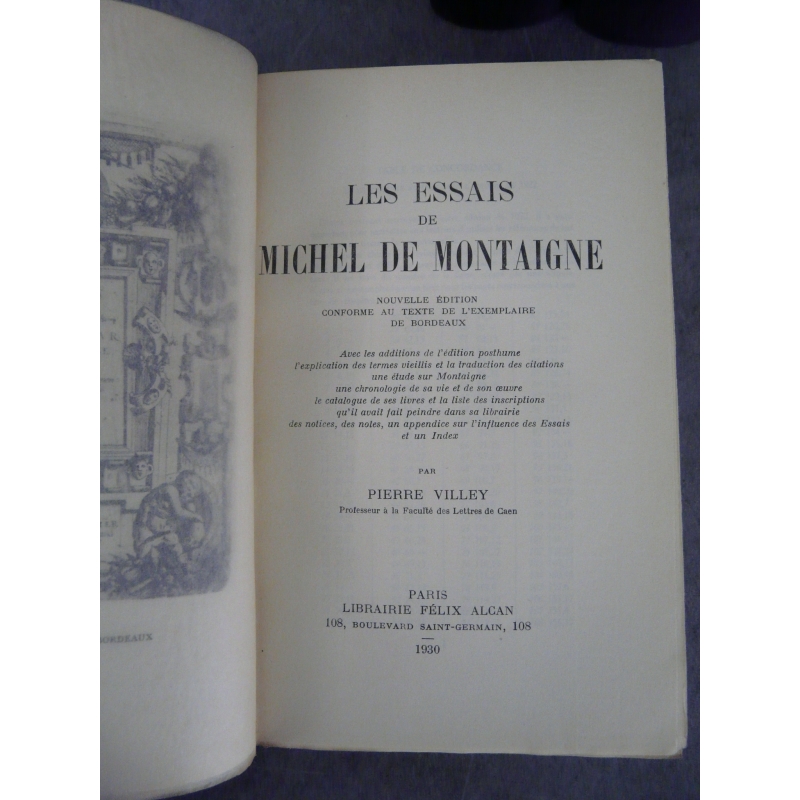 LES ESSAIS
DE
MICHEL DE MONTAIGNE
NOUVELLE ÉDITION
CONFORME AU TEXTE DE L'EXEMPLAIRE
DE BORDEAUX
Avec les additions de l'édition posthume
l'explication des termes vieillis et la traduction des citations
une étude sur Montaigne
une chronologie de sa vie et de son œuvre
le catalogue de ses livres et la liste des inscriptions
qu'il avait fait peindre dans sa librairie
des notices, des notes, un appendice sur l'influence des Essais
et un Index
PAR
PIERRE VILLEY
Professeur à la Faculté des Lettres de Caen
PARIS
LIBRAIRIE FÉLIX ALCAN
108, BOULEVARD SAINT-GERMAIN, 108
1930
BORDEAUX